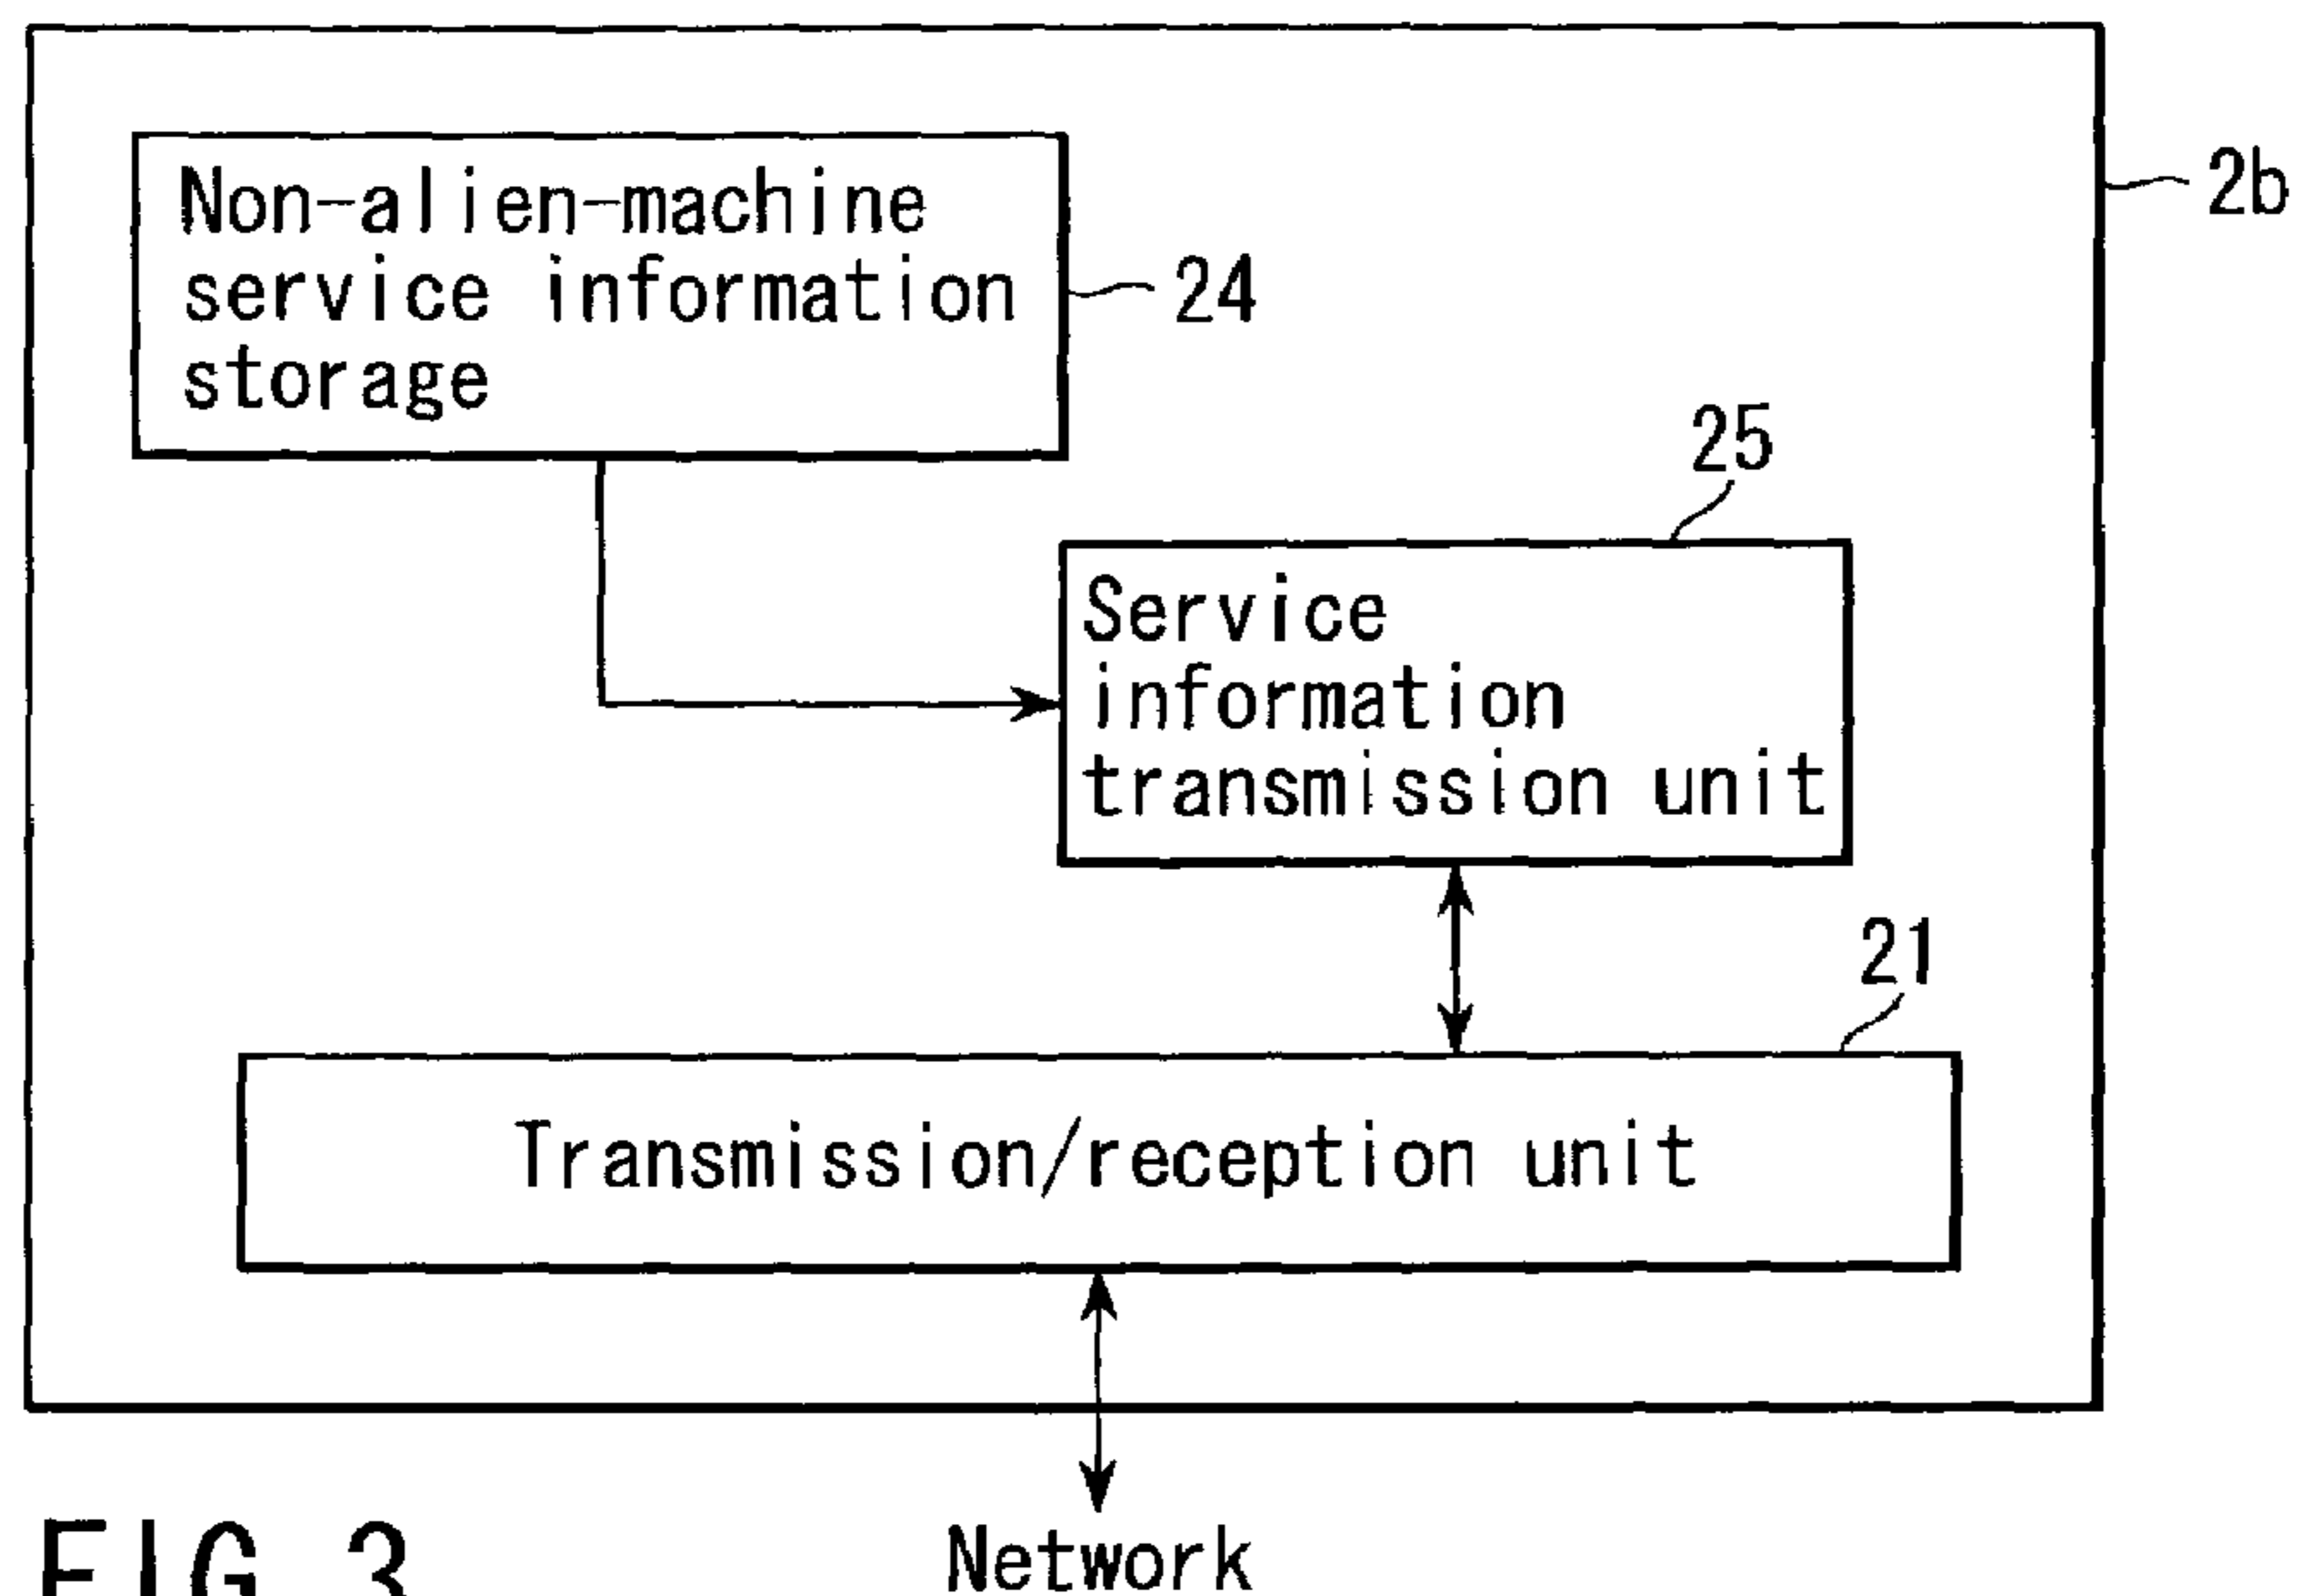 2b
Non-alien-machine
service information
storage
24
25
Service
information
transmission unit
21
Transmission/reception unit
Network
FIG. 3